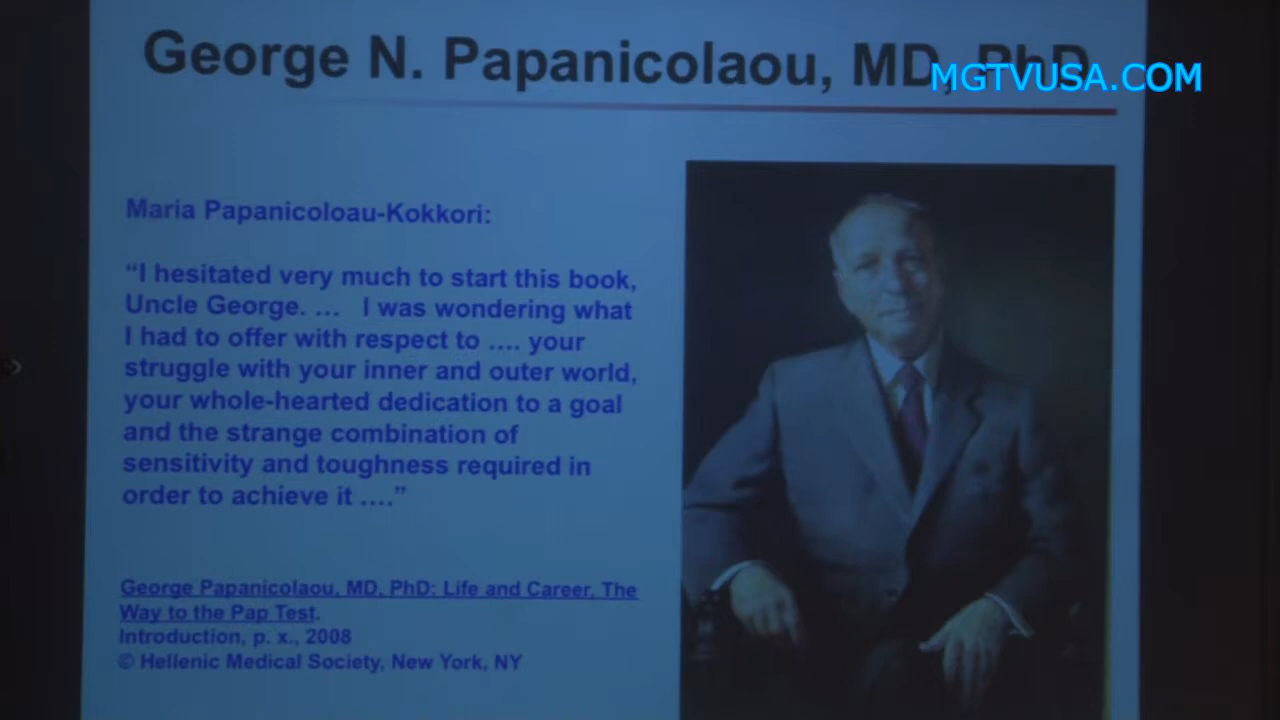 George N. Papanicolaou, MD, PhD
MGTVUSA.COM
Maria Papanicoloau-Kokkori:
“I hesitated very much to start this book,
Uncle George. ... I was wondering what
I had to offer with respect to .... your
struggle with your inner and outer world,
your whole-hearted dedication to a goal
and the strange combination of
sensitivity and toughness required in
order to achieve it ....”
George Papanicolaou, MD, PhD: Life and Career, The
Way to the Pap Test.
Introduction, p. x., 2008
© Hellenic Medical Society, New York, NY